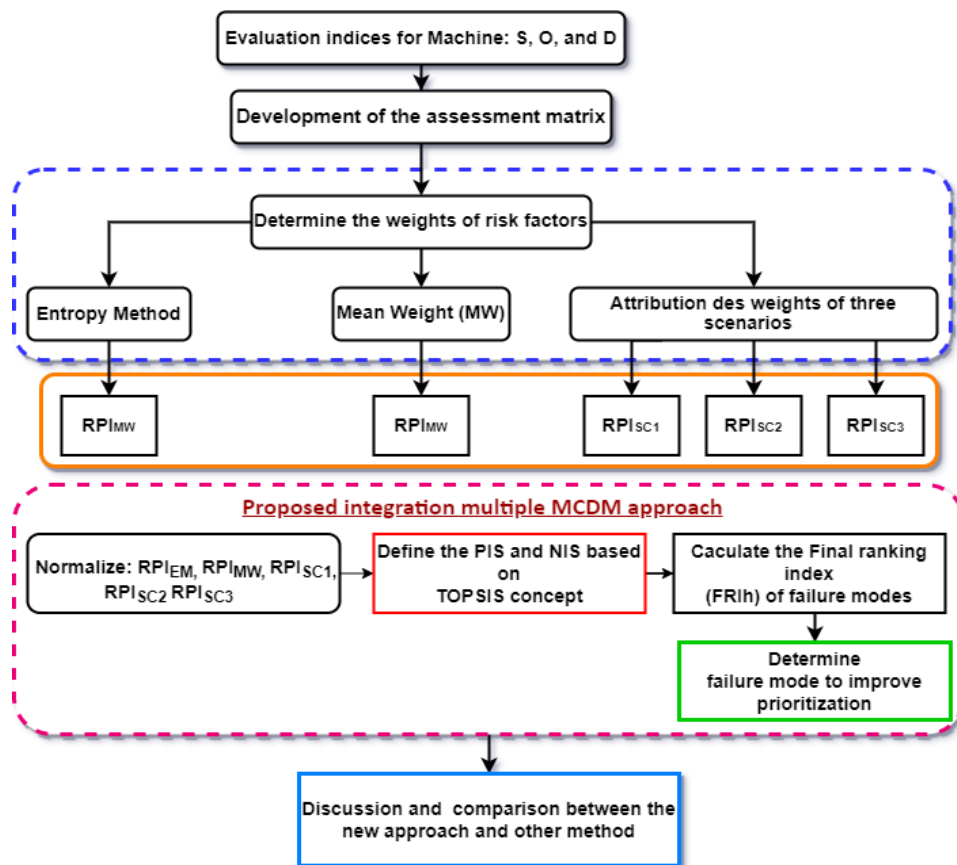 Evaluation indices for Machine: S, O, and D
Development of the assessment matrix
Determine the weights of risk factors
Entropy Method
Mean Weight (MW)
Attribution des weights of three
scenarios
RPIMW
RPIMW
RPISC1
RPISC2
RPISC3
Proposed integration multiple MCDM approach
Normalize: RPIEM, RPIMW, RPISC1,
RPISC2 RPISC3
Define the PIS and NIS based
on
TOPSIS concept
Caculate the Final ranking
index
(FRIh) of failure modes
Determine
failure mode to improve
prioritization
Discussion and comparison between the
new approach and other method